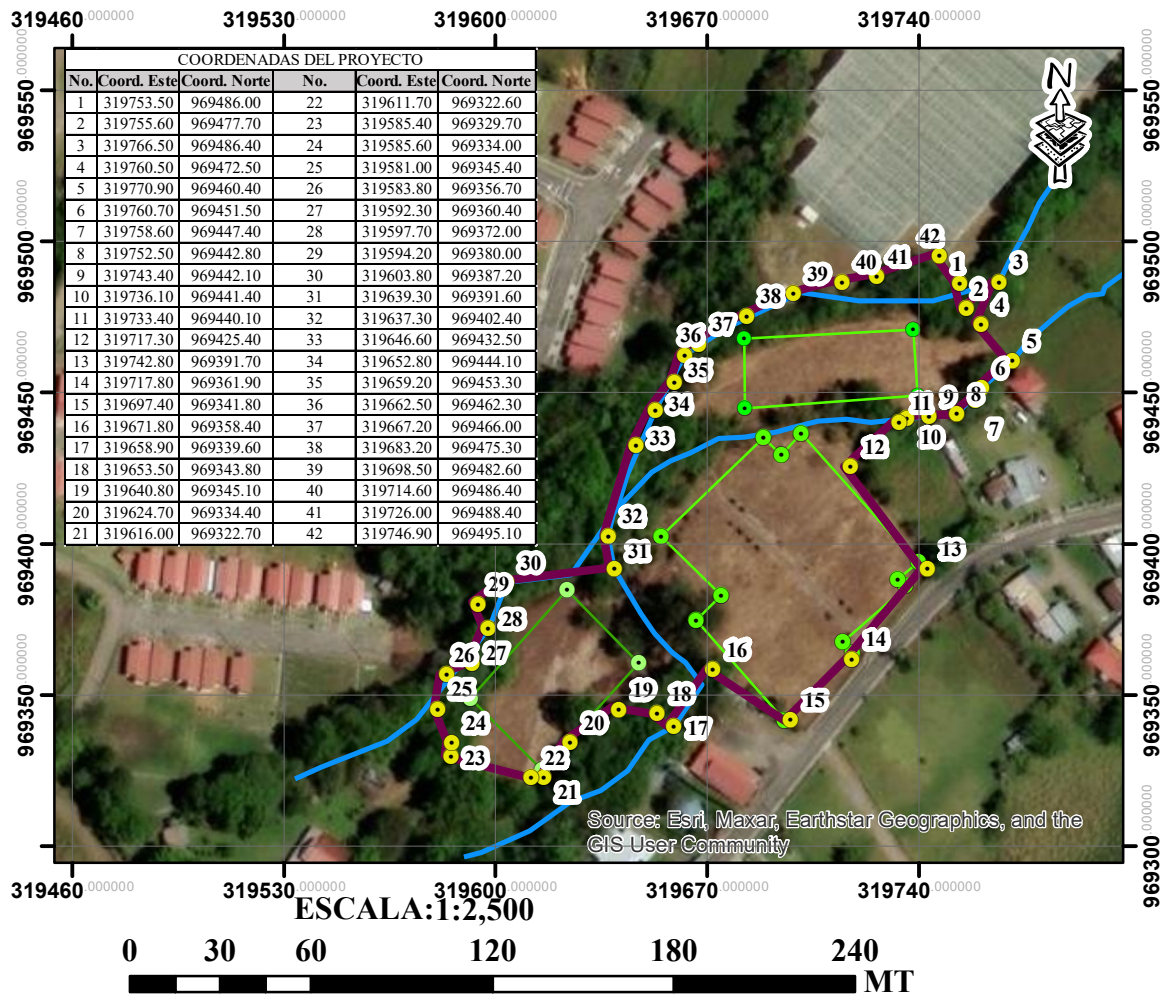 319460.000000 319530.000000 319600.000000 319670.000000 319740.000000
COORDENADAS DEL PROYECTO
No. Coord. Este Coord. Norte No. Coord. Este Coord. Norte
1 319753.50 969486.00 22 319611.70 969322.60
2 319755.60 969477.70 23 319585.40 969329.70
3 319766.50 969486.40 24 319585.60 969334.00
4 319760.50 969472.50 25 319581.00 969345.40
5 319770.90 969460.40 26 319583.80 969356.70
6 319760.70 969451.50 27 319592.30 969360.40
7 319758.60 969447.40 28 319597.70 969372.00
8 319752.50 969442.80 29 319594.20 969380.00
9 319743.40 969442.10 30 319603.80 969387.20
10 319736.10 969441.40 31 319639.30 969391.60
11 319733.40 969440.10 32 319637.30 969402.40
12 319717.30 969425.40 33 319646.60 969432.50
13 319742.80 969391.70 34 319652.80 969444.10
14 319717.80 969361.90 35 319659.20 969453.30
15 319697.40 969341.80 36 319662.50 969462.30
16 319671.80 969358.40 37 319667.20 969466.00
17 319658.90 969339.60 38 319683.20 969475.30
18 319653.50 969343.80 39 319698.50 969482.60
19 319640.80 969345.10 40 319714.60 969486.40
20 319624.70 969334.40 41 319726.00 969488.40
21 319616.00 969322.70 42 319746.90 969495.10
N
969550.000000
969500.000000
969450.000000
969400.000000
969350.000000
969300.000000
969550.000000
969500.000000
969450.000000
969400.000000
969350.000000
969300.000000
42
41
40
39
38
37
36
35
34
33
32
31
30
29
28
27
26
25
24
23
22
21
20
19
18
17
16
15
14
13
12
11
10
9
8
7
6
5
4
3
2
1
Source: Esri, Maxar, Earthstar Geographics, and the
GIS User Community
319460.000000 319530.000000 319600.000000 319670.000000 319740.000000
ESCALA:1:2,500
0 30 60 120 180 240
MT